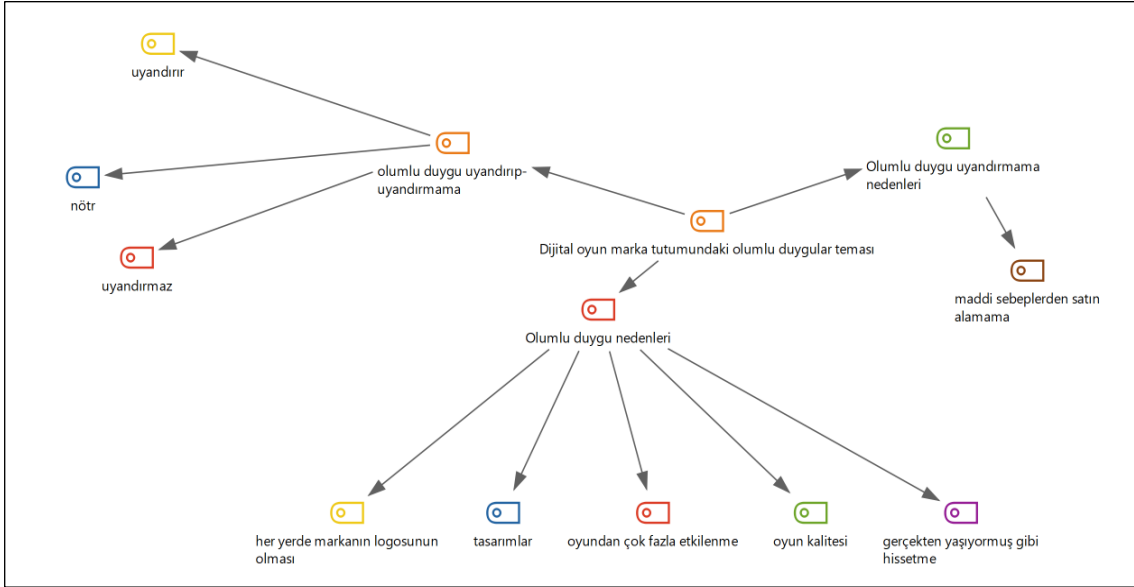 uyandırır
olumlu duygu uyandırıp-
uyandırmama
Olumlu duygu uyandırmama
nedenleri
nötr
Dijital oyun marka tutumundaki olumlu duygular teması
uyandırmaz
maddi sebeplerden satın
alamama
Olumlu duygu nedenleri
her yerde markanın logosunun
olması
tasarımlar
oyundan çok fazla etkilenme
oyun kalitesi
gerçekten yaşıyormuş gibi
hissetme